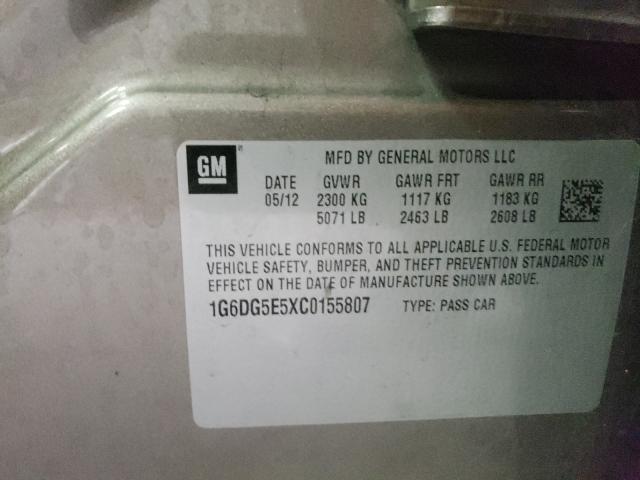 GM
MFD BY GENERAL MOTORS LLC
DATE GVWR GAWR FRT GAWR RR
05/12 2300 KG 1117 KG 1183 KG
5071 LB 2463 LB 2608 LB
THIS VEHICLE CONFORMS TO ALL APPLICABLE U.S. FEDERAL MOTOR
VEHICLE SAFETY, BUMPER, AND THEFT PREVENTION STANDARDS IN
EFFECT ON THE DATE OF MANUFACTURE SHOWN ABOVE.
1G6DG5E5XC0155807 TYPE: PASS CAR